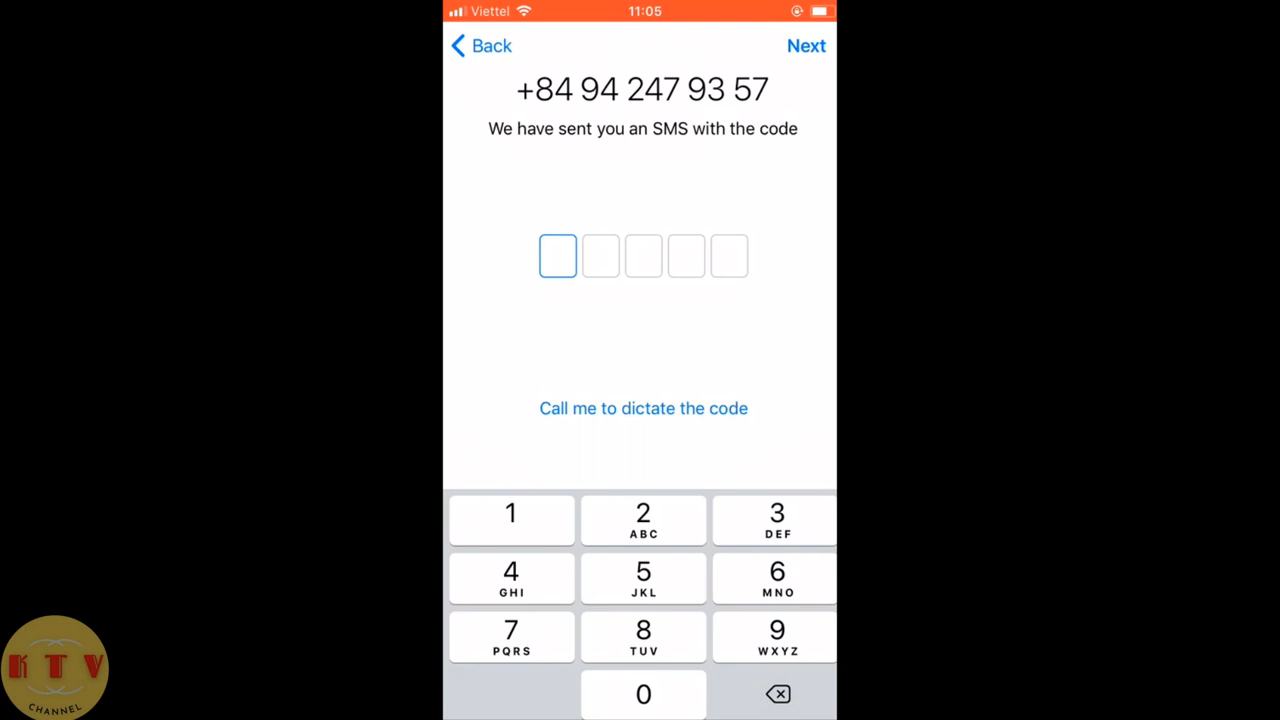 Viettel 11:05
Back Next
+84 94 247 93 57
We have sent you an SMS with the code
Call me to dictate the code
1 2 3
ABC DEF
4 5 6
GHI JKL MNO
7 8 9
PQRS TUV WXYZ
0
KTV
CHANNEL